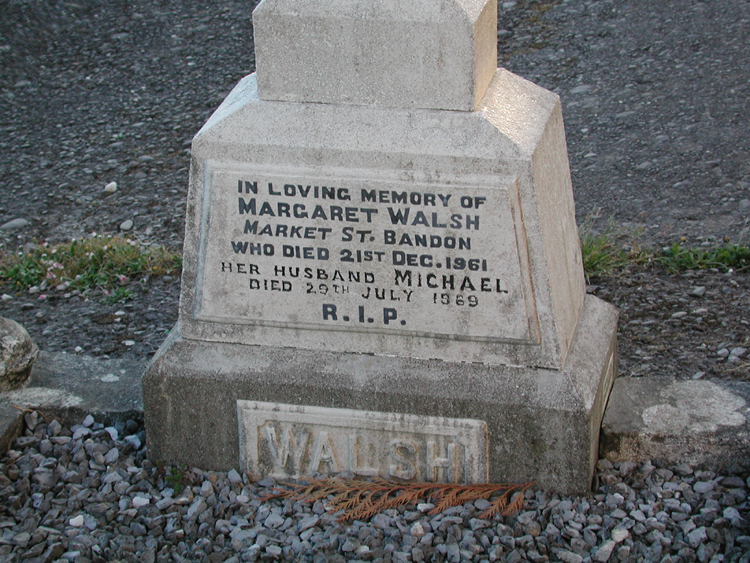 IN LOVING MEMORY OF
MARGARET WALSH
MARKET ST. BANDON
WHO DIED 21ST DEC. 1961
HER HUSBAND MICHAEL
DIED 29TH JULY 1969
R.I.P.
WALSH